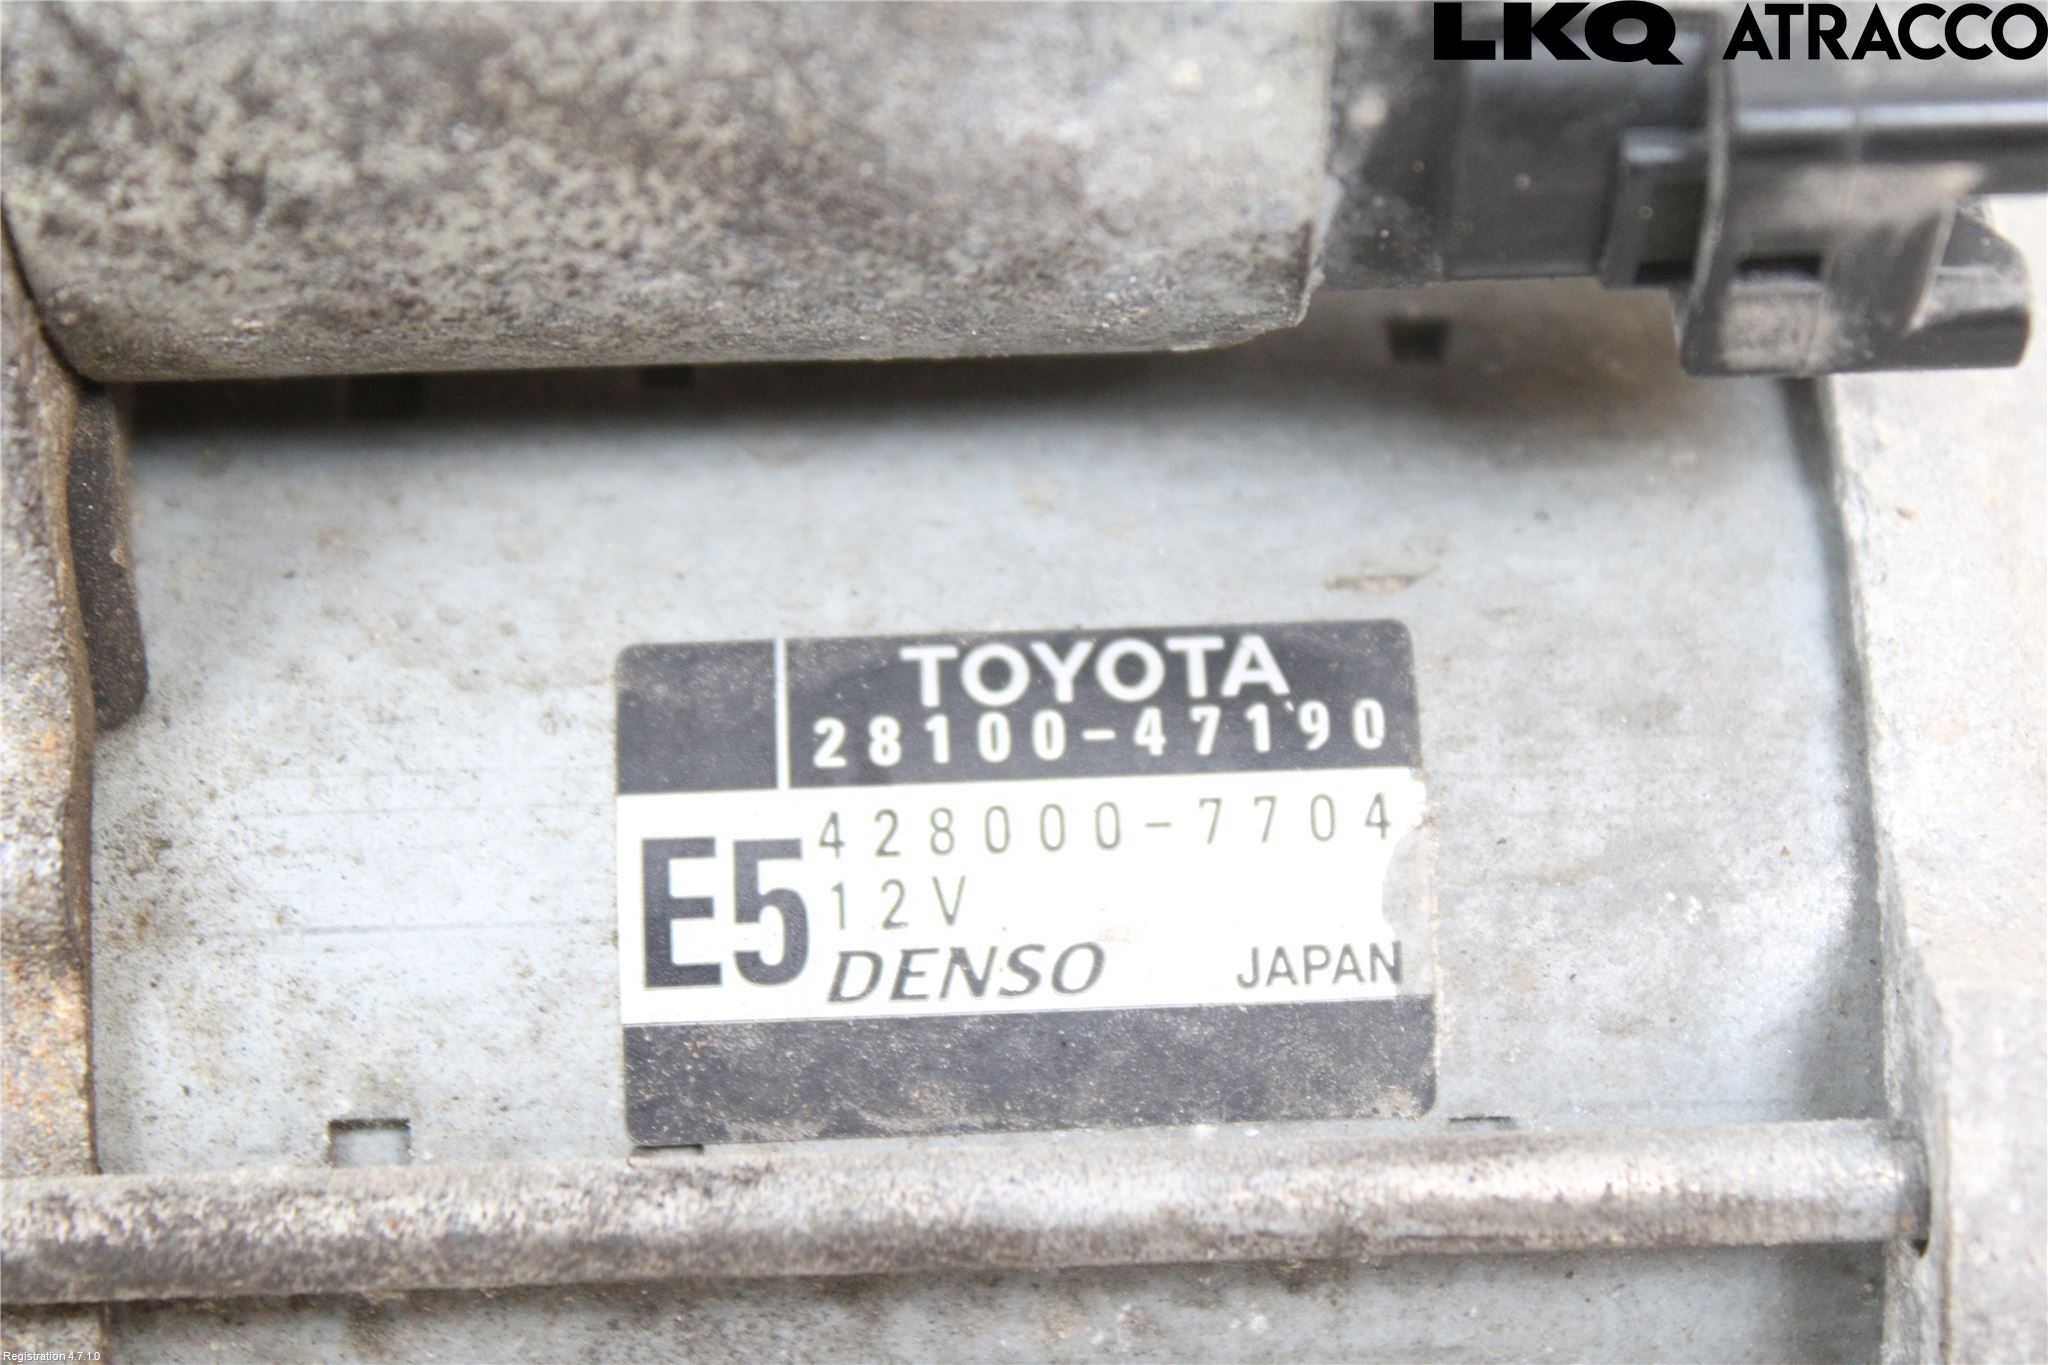 LKQ ATRACCO
TOYOTA
28100-47190
428000-7704
E5
12V
DENSO JAPAN
Registration 4.7.1.0